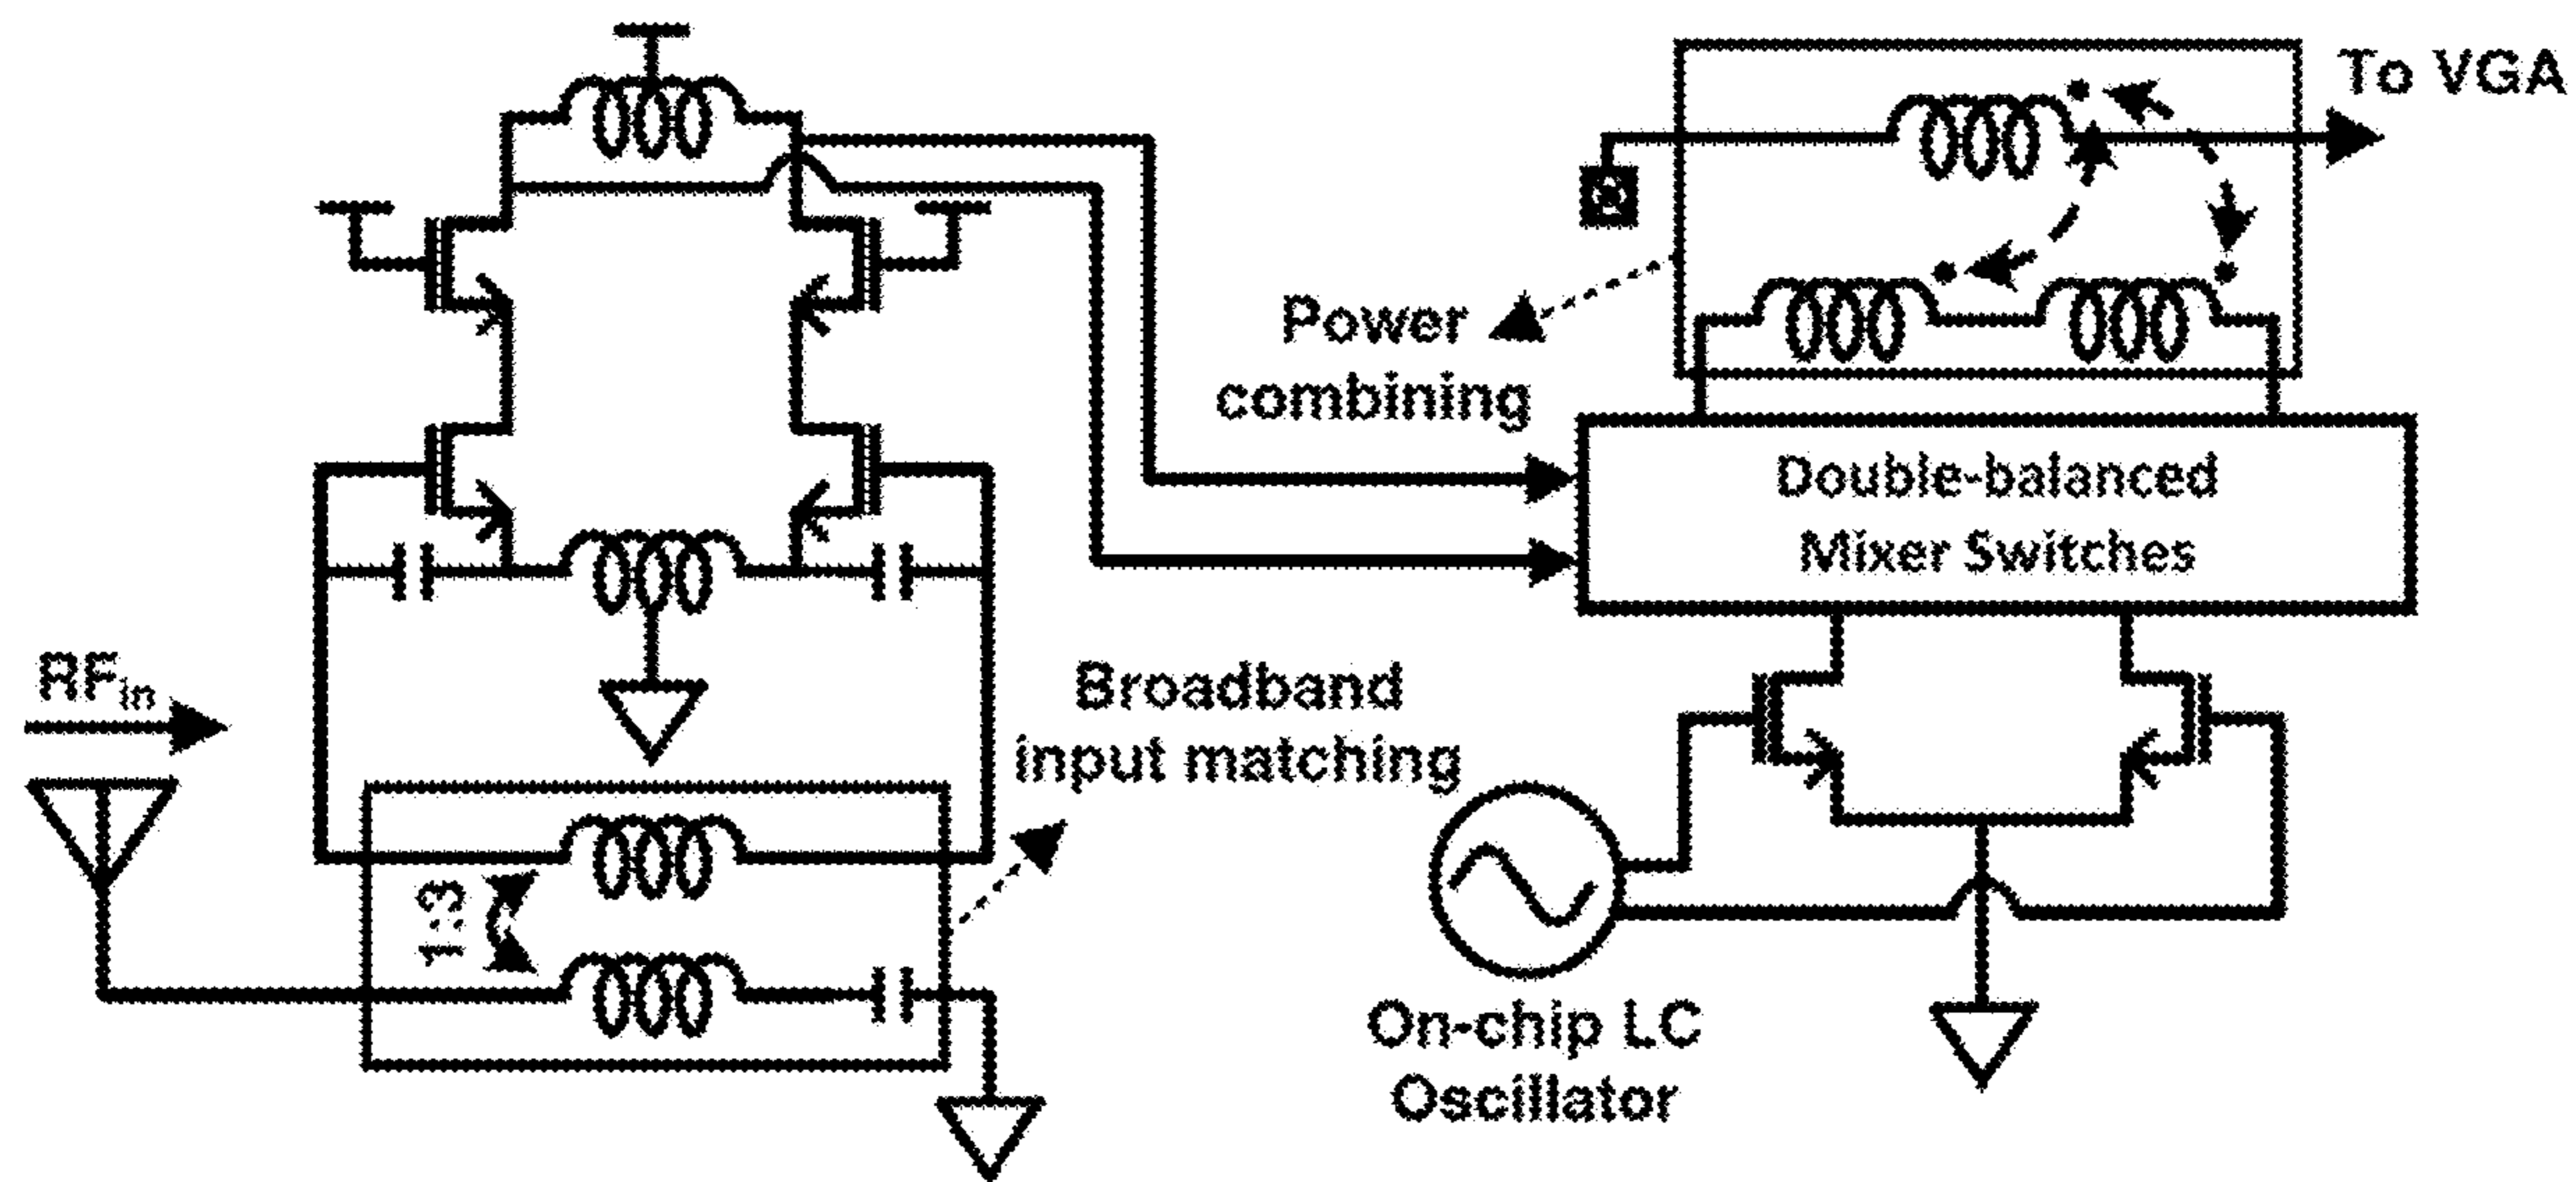 To VGA
Power
combining
Double-balanced
Mixer Switches
RFin
Broadband
input matching
1:3
On-chip LC
Oscillator